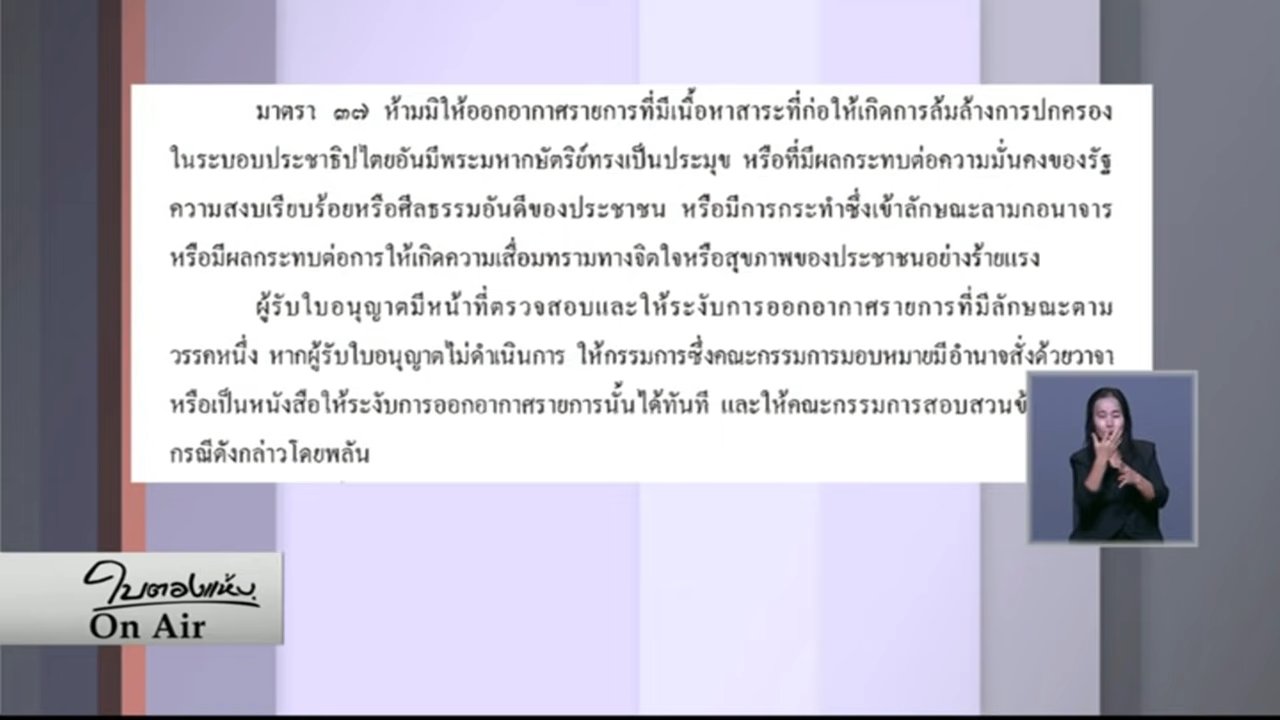 มาตรา ๓๗ ห้ามมิให้ออกอากาศรายการที่มีเนื้อหาสาระที่ก่อให้เกิดการล้มล้างการปกครอง
ในระบอบประชาธิปไตยอันมีพระมหากษัตริย์ทรงเป็นประมุข หรือที่มีผลกระทบต่อความมั่นคงของรัฐ
ความสงบเรียบร้อยหรือศีลธรรมอันดีของประชาชน หรือมีการกระทำซึ่งเข้าลักษณะลามกอนาจาร
หรือมีผลกระทบต่อการให้เกิดความเสื่อมทรามทางจิตใจหรือสุขภาพของประชาชนอย่างร้ายแรง
ผู้รับใบอนุญาตมีหน้าที่ตรวจสอบและให้ระงับการออกอากาศรายการที่มีลักษณะตาม
วรรคหนึ่ง หากผู้รับใบอนุญาตไม่ดำเนินการ ให้กรรมการซึ่งคณะกรรมการมอบหมายมีอำนาจสั่งด้วยวาจา
หรือเป็นหนังสือให้ระงับการออกอากาศรายการนั้นได้ทันที และให้คณะกรรมการสอบสวน
กรณีดังกล่าวโดยพลัน
ใบตองแห้ง
On Air